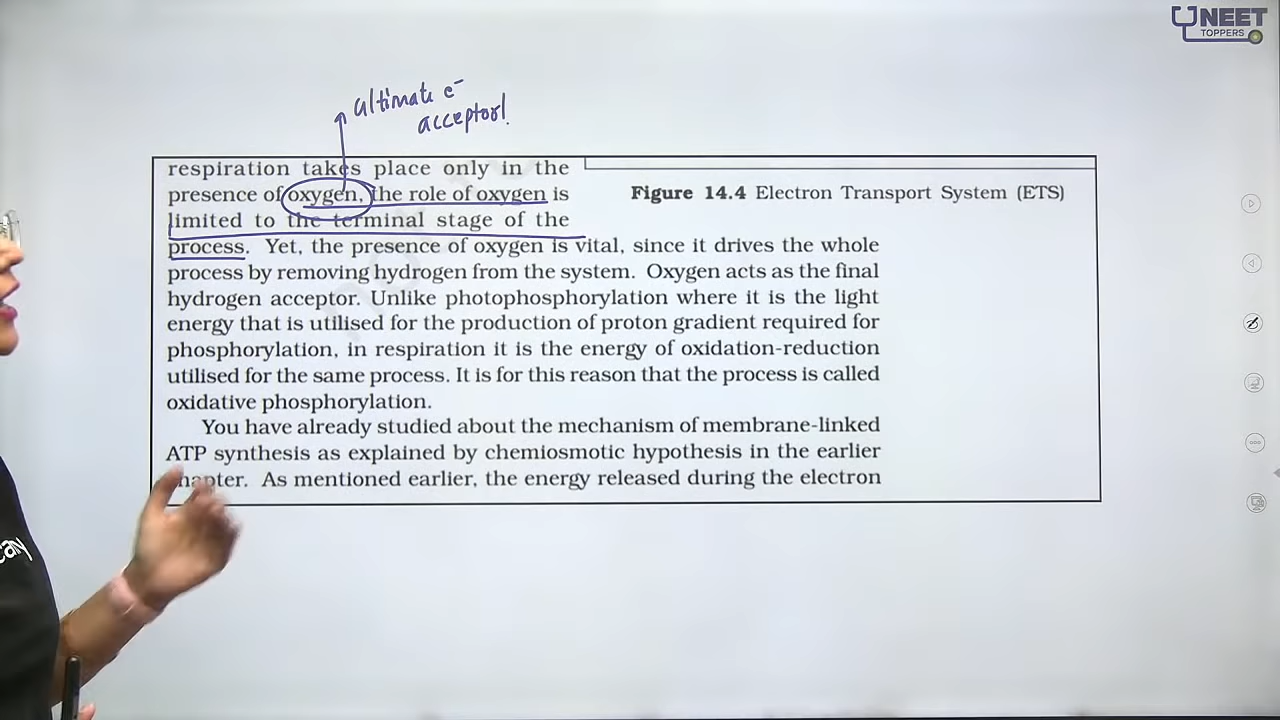 UNEET
TOPPERS
ultimate e⁻
acceptor!
respiration takes place only in the
presence of oxygen, the role of oxygen is
limited to the terminal stage of the
process. Yet, the presence of oxygen is vital, since it drives the whole
process by removing hydrogen from the system. Oxygen acts as the final
hydrogen acceptor. Unlike photophosphorylation where it is the light
energy that is utilised for the production of proton gradient required for
phosphorylation, in respiration it is the energy of oxidation-reduction
utilised for the same process. It is for this reason that the process is called
oxidative phosphorylation.
Figure 14.4 Electron Transport System (ETS)
You have already studied about the mechanism of membrane-linked
ATP synthesis as explained by chemiosmotic hypothesis in the earlier
chapter. As mentioned earlier, the energy released during the electron